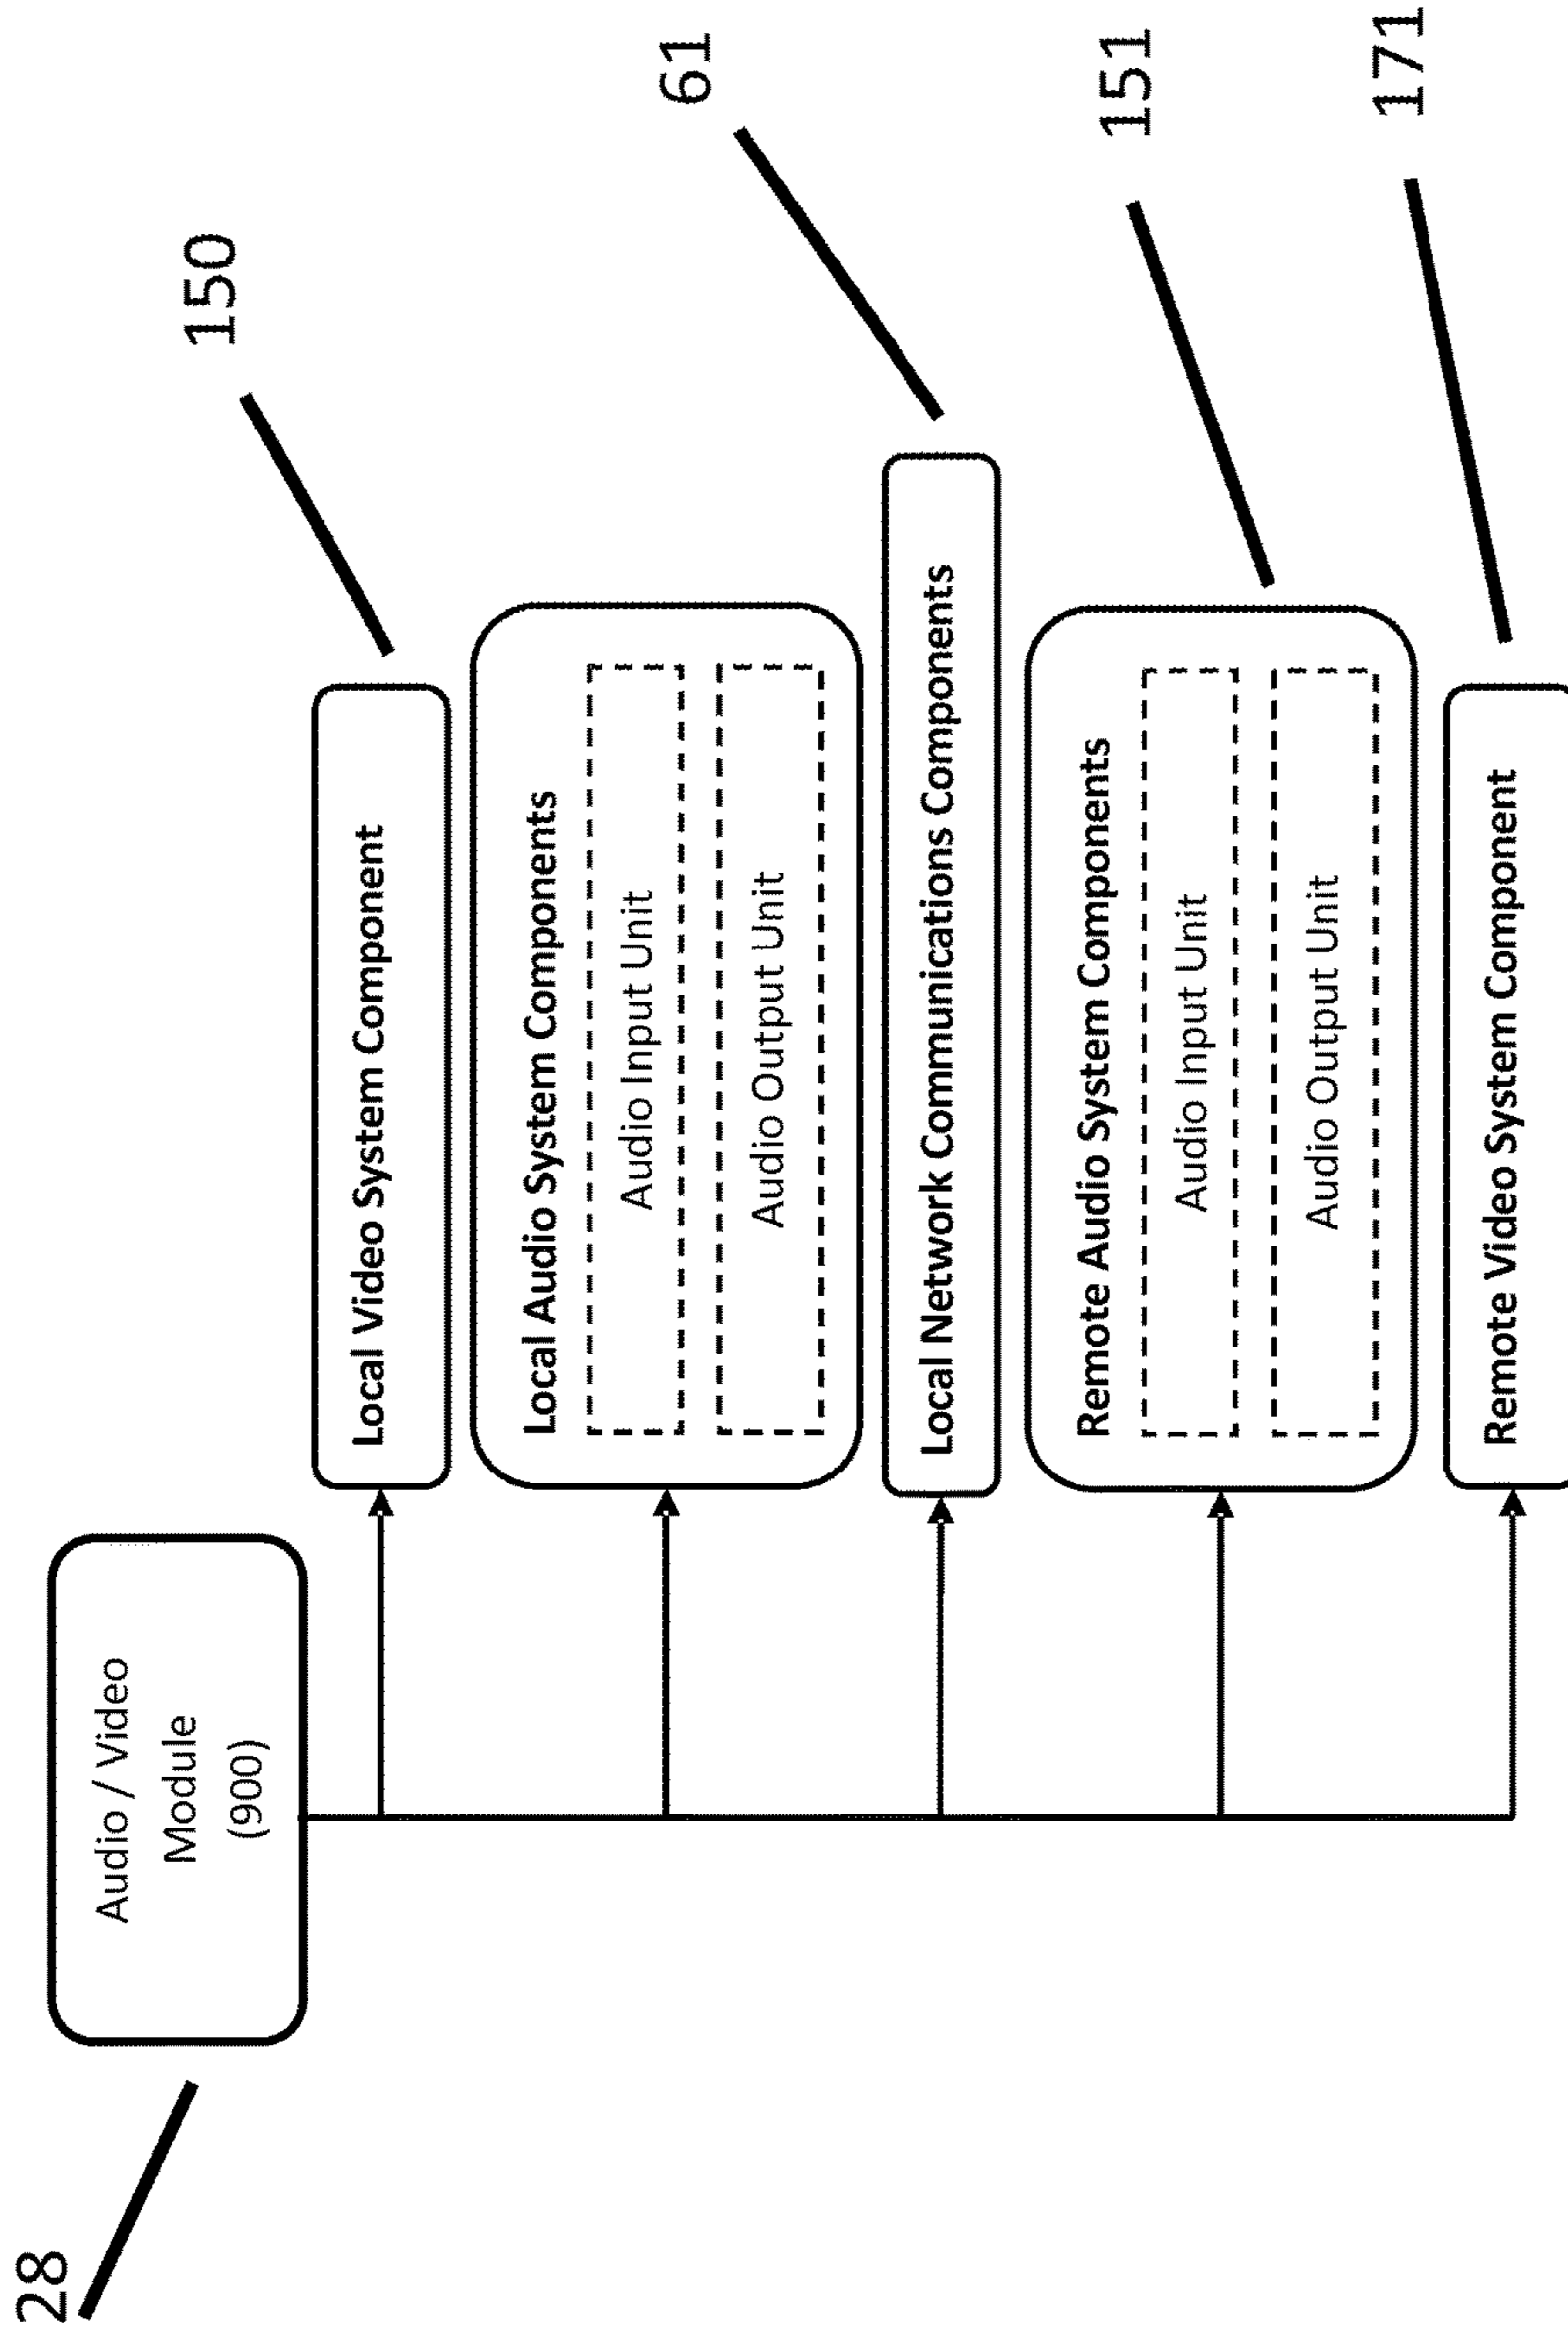 28
Audio / Video
Module
(900)
150
Local Video System Component
Local Audio System Components
Audio Input Unit
Audio Output Unit
61
Local Network Communications Components
151
Remote Audio System Components
Audio Input Unit
Audio Output Unit
171
Remote Video System Component